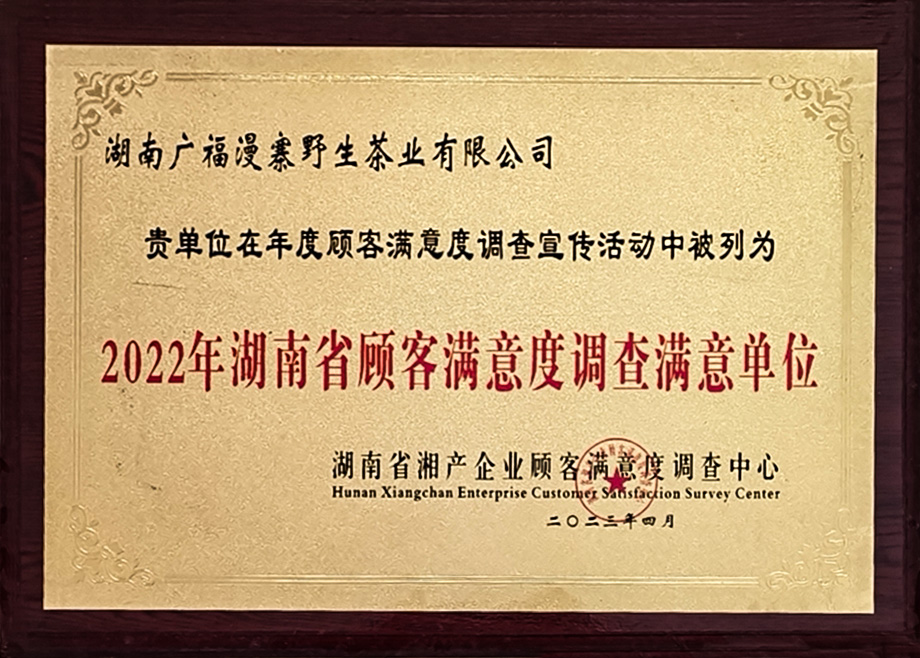 湖南广福漫寨野生茶业有限公司
贵单位在年度顾客满意度调查宣传活动中被列为
2022年湖南省顾客满意度调查满意单位
湖南省湘产企业顾客满意度调查中心
Hunan Xiangchan Enterprise Customer Satisfaction Survey Center
二〇二三年四月